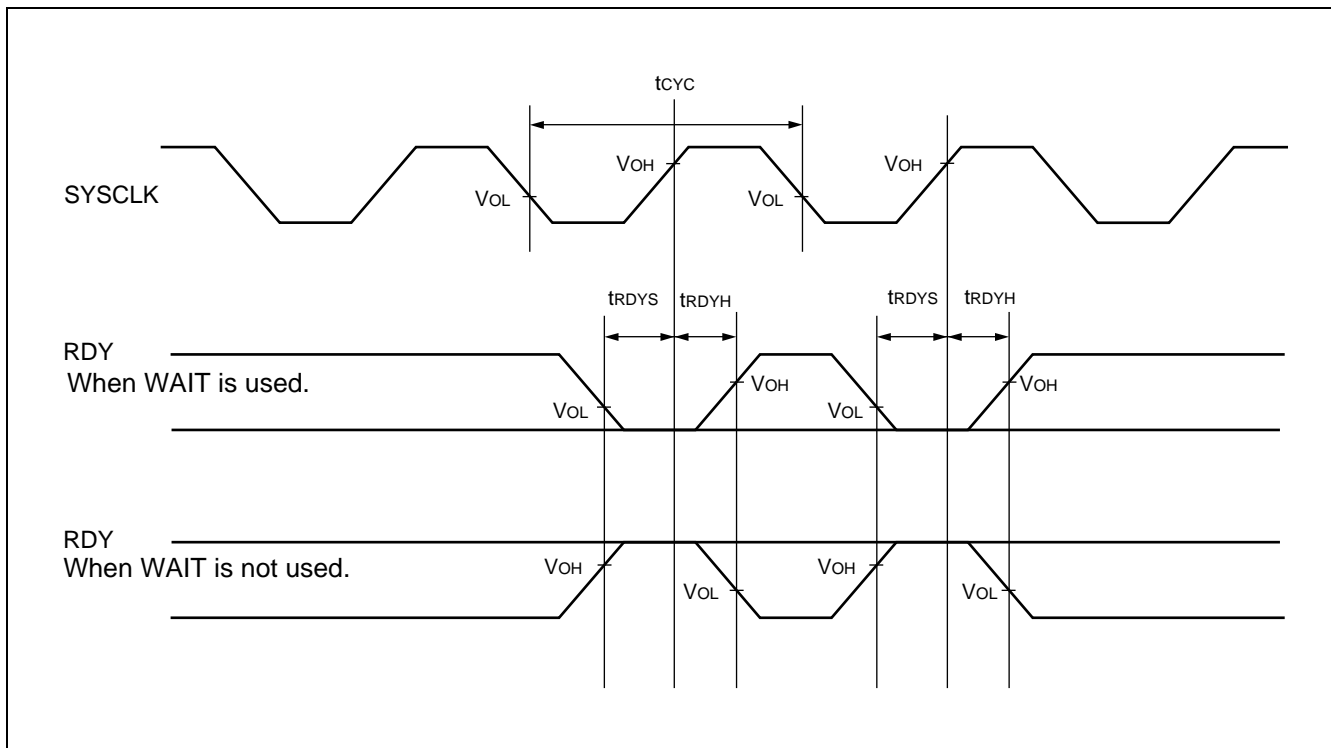 tCYC
VOH
VOH
SYSCLK
VOL
VOL
tRDYS
tRDYH
tRDYS
tRDYH
RDY
When WAIT is used.
VOH
VOH
VOL
VOL
RDY
When WAIT is not used.
VOH
VOH
VOL
VOL